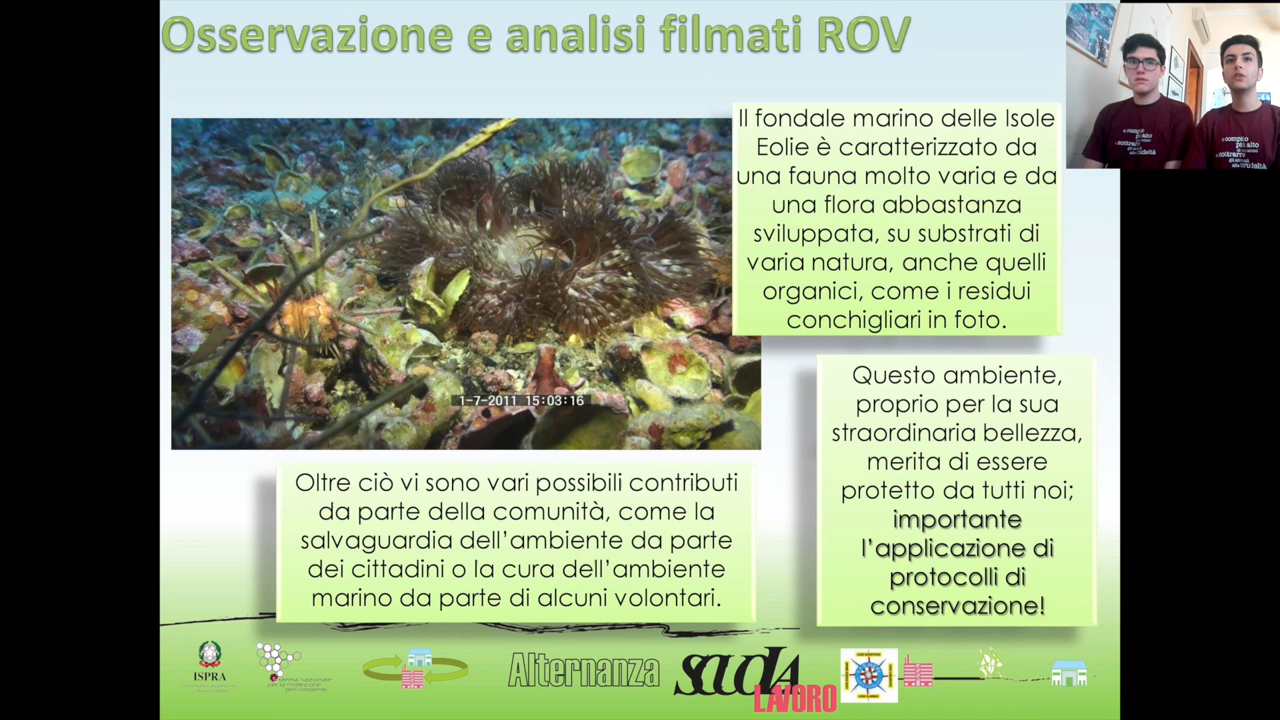 Osservazione e analisi filmati ROV
Il fondale marino delle Isole
Eolie è caratterizzato da
una fauna molto varia e da
una flora abbastanza
sviluppata, su substrati di
varia natura, anche quelli
organici, come i residui
conchigliari in foto.
1-7-2011 15:03:16
Questo ambiente,
proprio per la sua
straordinaria bellezza,
merita di essere
protetto da tutti noi;
importante
l'applicazione di
protocolli di
conservazione!
Oltre ciò vi sono vari possibili contributi
da parte della comunità, come la
salvaguardia dell'ambiente da parte
dei cittadini o la cura dell'ambiente
marino da parte di alcuni volontari.
ISPRA
Alternanza
scuola
LAVORO